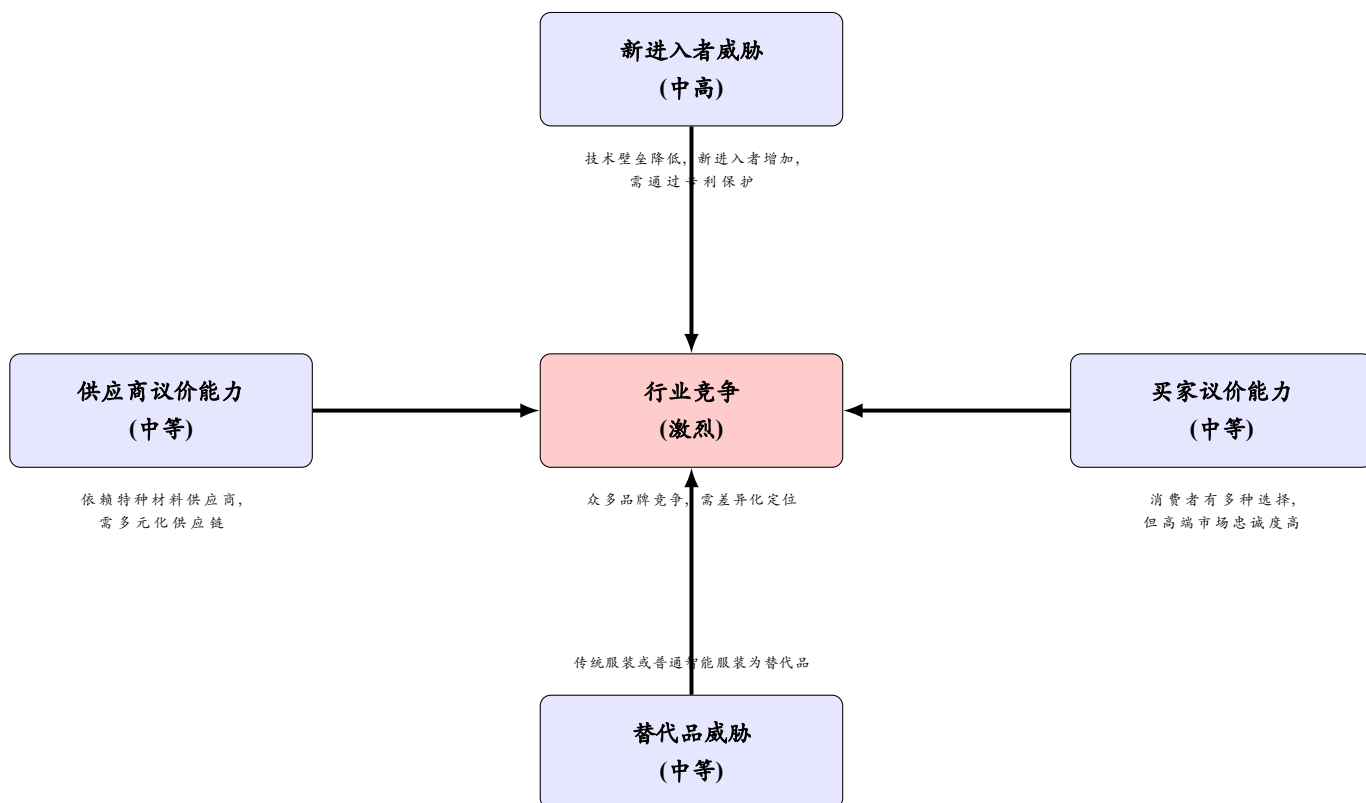 新进入者威胁
(中高)
技术壁垒降低, 新进入者增加,
需通过专利保护
供应商议价能力
(中等)
依赖特种材料供应商,
需多元化供应链
行业竞争
(激烈)
众多品牌竞争, 需差异化定位
买家议价能力
(中等)
消费者有多种选择,
但高端市场忠诚度高
传统服装或普通智能服装为替代品
替代品威胁
(中等)